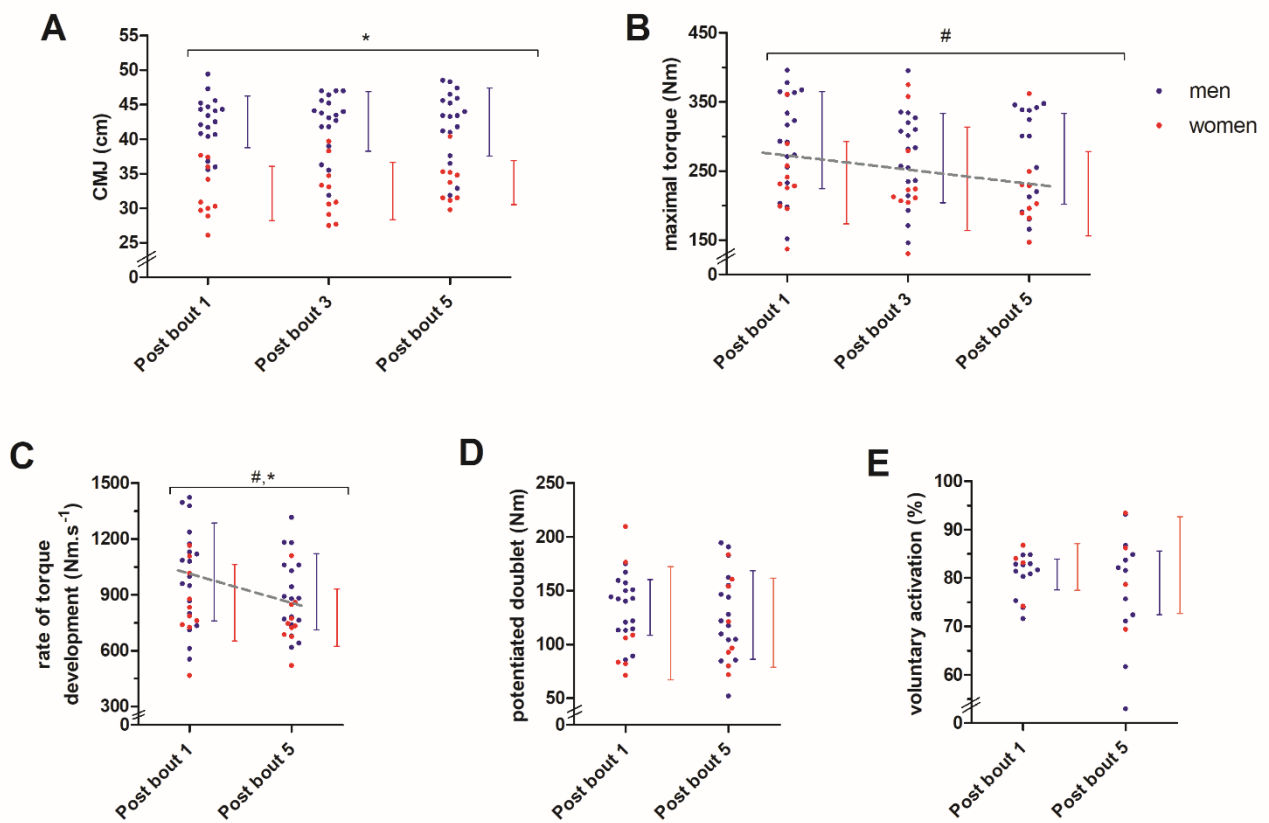 A
CMJ (cm)
*
55
50
45
40
35
30
25
0
Post bout 1
Post bout 3
Post bout 5
B
maximal torque (Nm)
#
450
350
250
150
0
Post bout 1
Post bout 3
Post bout 5
men
women
C
rate of torque
development (Nm.s⁻¹)
#,*
1500
1200
900
600
300
0
Post bout 1
Post bout 5
D
potentiated doublet (Nm)
250
200
150
100
50
0
Post bout 1
Post bout 5
E
voluntary activation (%)
100
90
80
70
60
0
Post bout 1
Post bout 5